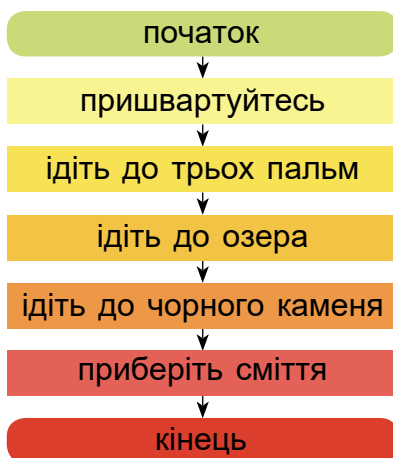 початок
пришвартуйтесь
ідіть до трьох пальм
ідіть до озера
ідіть до чорного каменя
приберіть сміття
кінець